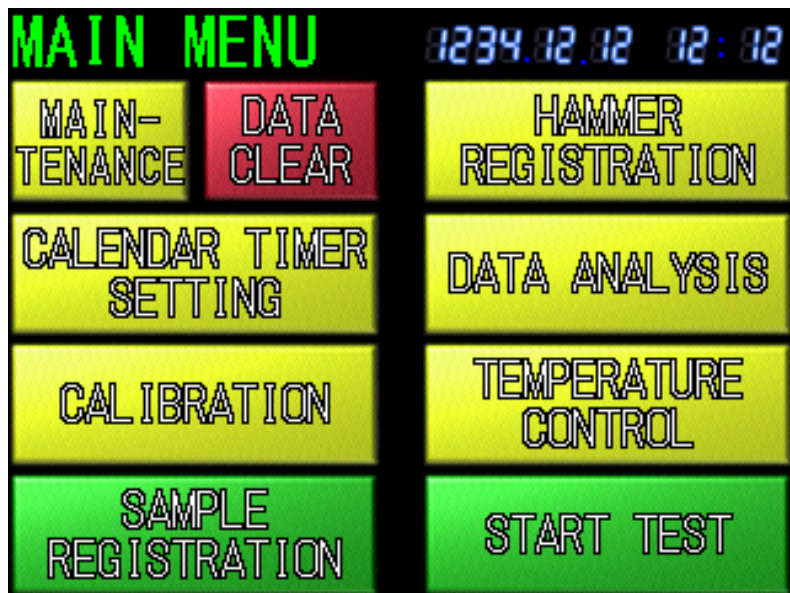 MAIN MENU
1234.12.12 12:12
MAIN-
TENANCE
DATA
CLEAR
HAMMER
REGISTRATION
CALENDAR TIMER
SETTING
DATA ANALYSIS
CALIBRATION
TEMPERATURE
CONTROL
SAMPLE
REGISTRATION
START TEST